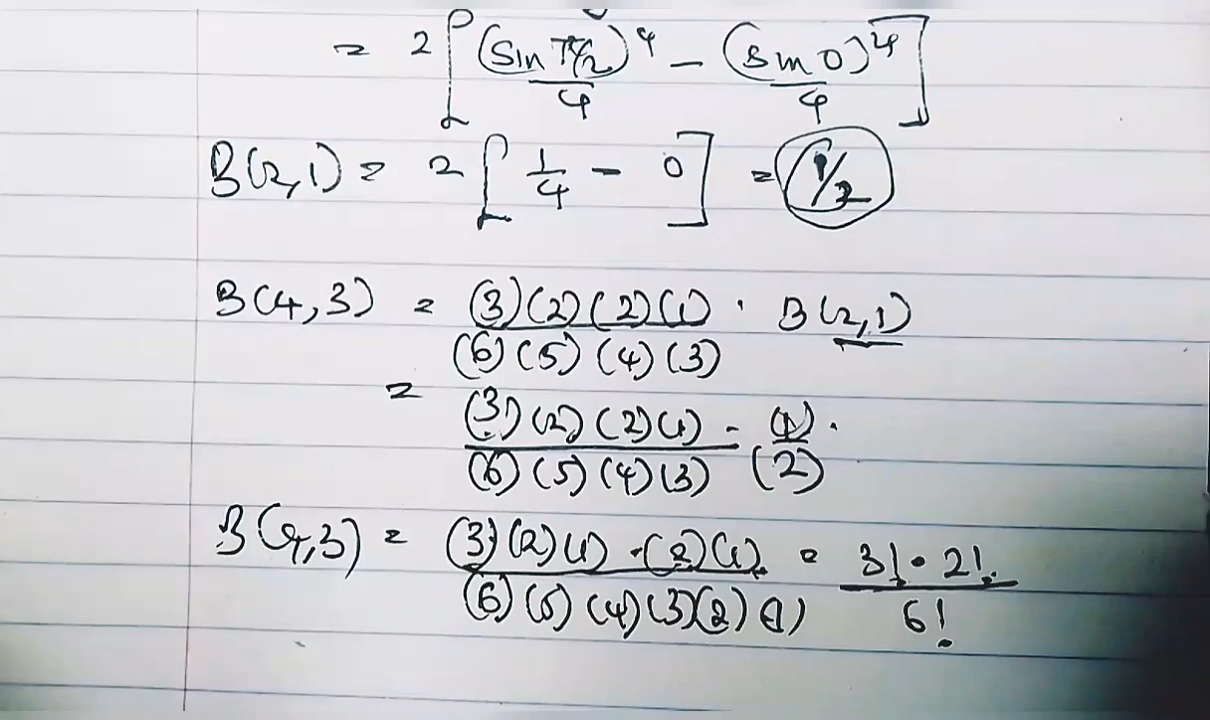 = 2 [ (sin π/2)^4 / 4 - (sin 0)^4 / 4 ]
B(2,1) = 2 [ 1/4 - 0 ] = 1/2
B(4,3) = (3)(2)(2)(1) / (6)(5)(4)(3) · B(2,1)
= (3)(2)(2)(1) / (6)(5)(4)(3) · (1) / (2) .
B(4,3) = (3)(2)(1) · (2)(1) / (6)(5)(4)(3)(2)(1) = 3! · 2! / 6!